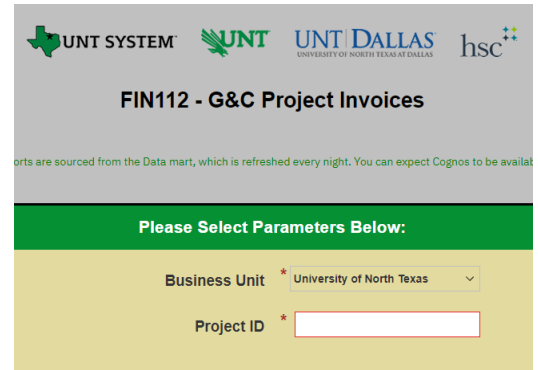 UNT SYSTEM UNT UNT DALLAS hsc
UNIVERSITY OF NORTH TEXAS AT DALLAS
FIN112 - G&C Project Invoices
orts are sourced from the Data mart, which is refreshed every night. You can expect Cognos to be availab
Please Select Parameters Below:
Business Unit * University of North Texas
Project ID *